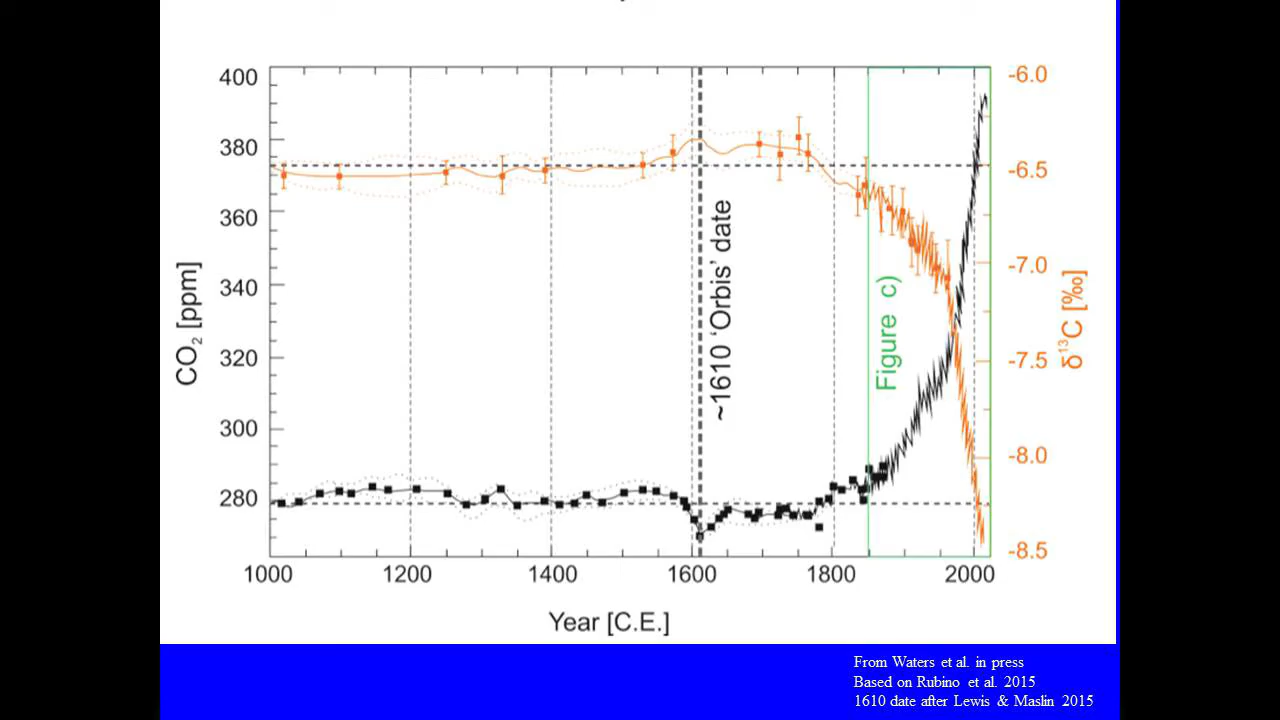 400
380
360
340
320
300
280
CO₂ [ppm]
-6.0
-6.5
-7.0
-7.5
-8.0
-8.5
δ¹³C [‰]
~1610 ‘Orbis’ date
Figure c)
1000 1200 1400 1600 1800 2000
Year [C.E.]
From Waters et al. in press
Based on Rubino et al. 2015
1610 date after Lewis & Maslin 2015